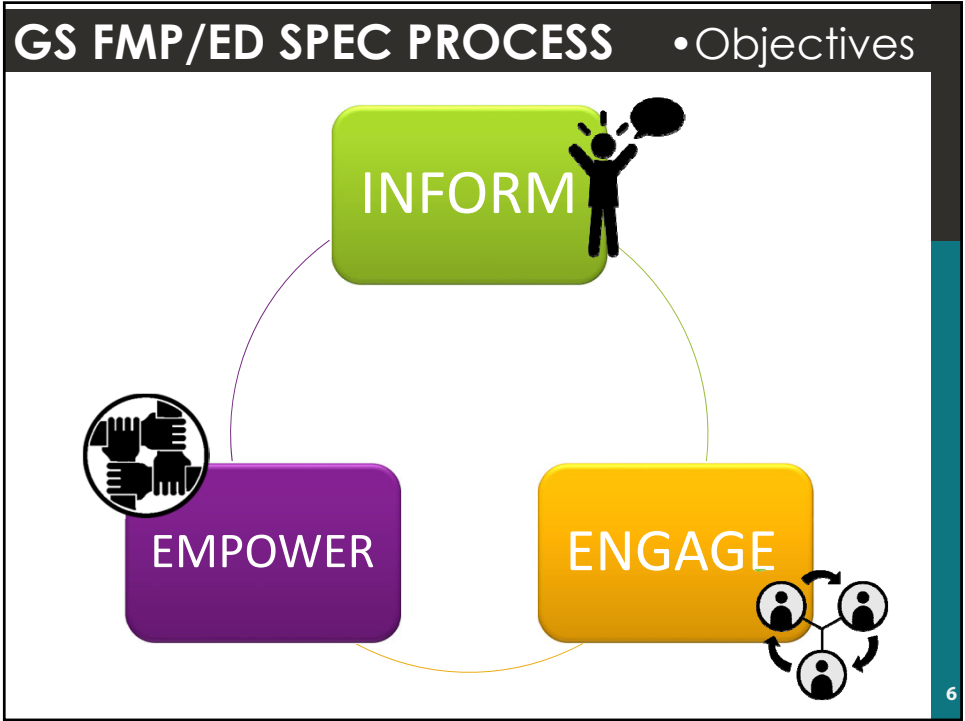 GS FMP/ED SPEC PROCESS •Objectives
INFORM
EMPOWER
ENGAGE
6